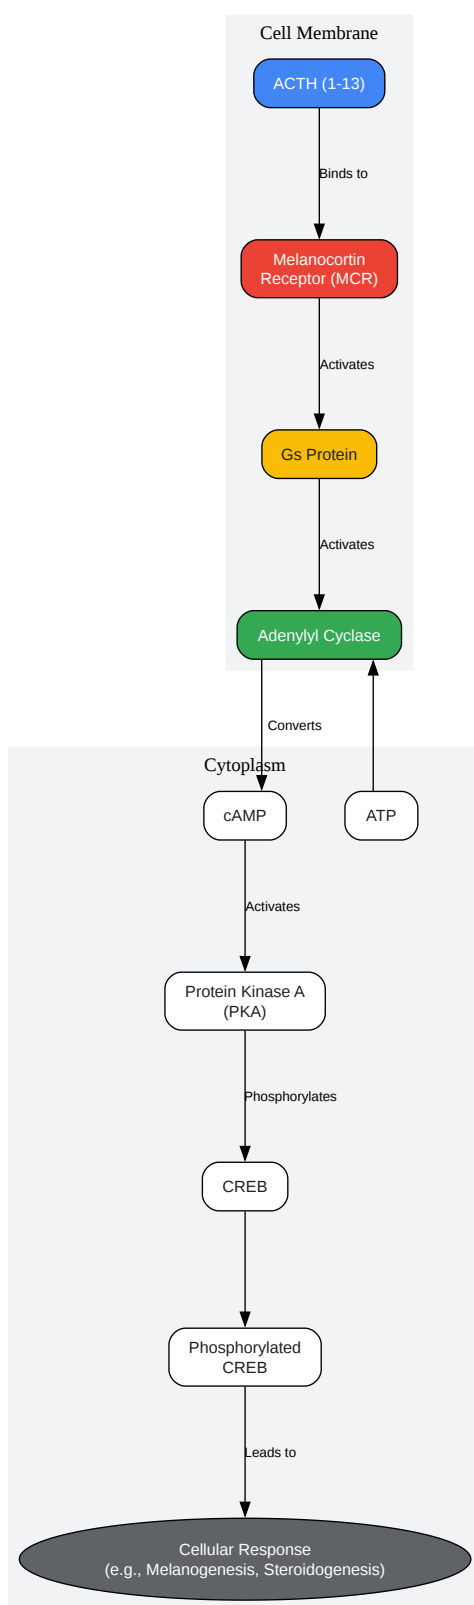 Cell Membrane
ACTH (1-13)
Binds to
Melanocortin
Receptor (MCR)
Activates
Gs Protein
Activates
Adenylyl Cyclase
Converts
Cytoplasm
cAMP
ATP
Activates
Protein Kinase A
(PKA)
Phosphorylates
CREB
Phosphorylated
CREB
Leads to
Cellular Response
(e.g., Melanogenesis, Steroidogenesis)